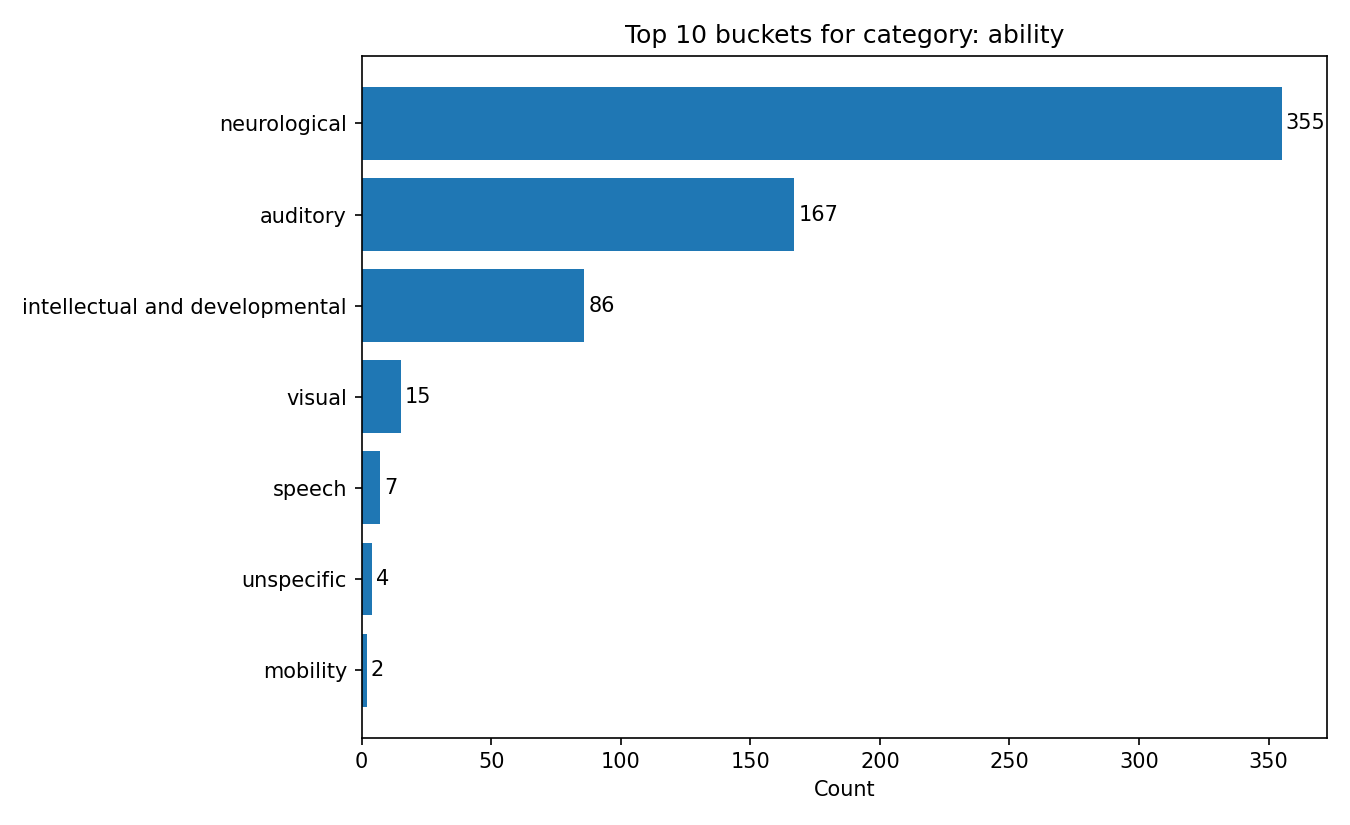 Top 10 buckets for category: ability
neurological
355
auditory
167
intellectual and developmental
86
visual
15
speech
7
unspecific
4
mobility
2
0 50 100 150 200 250 300 350
Count